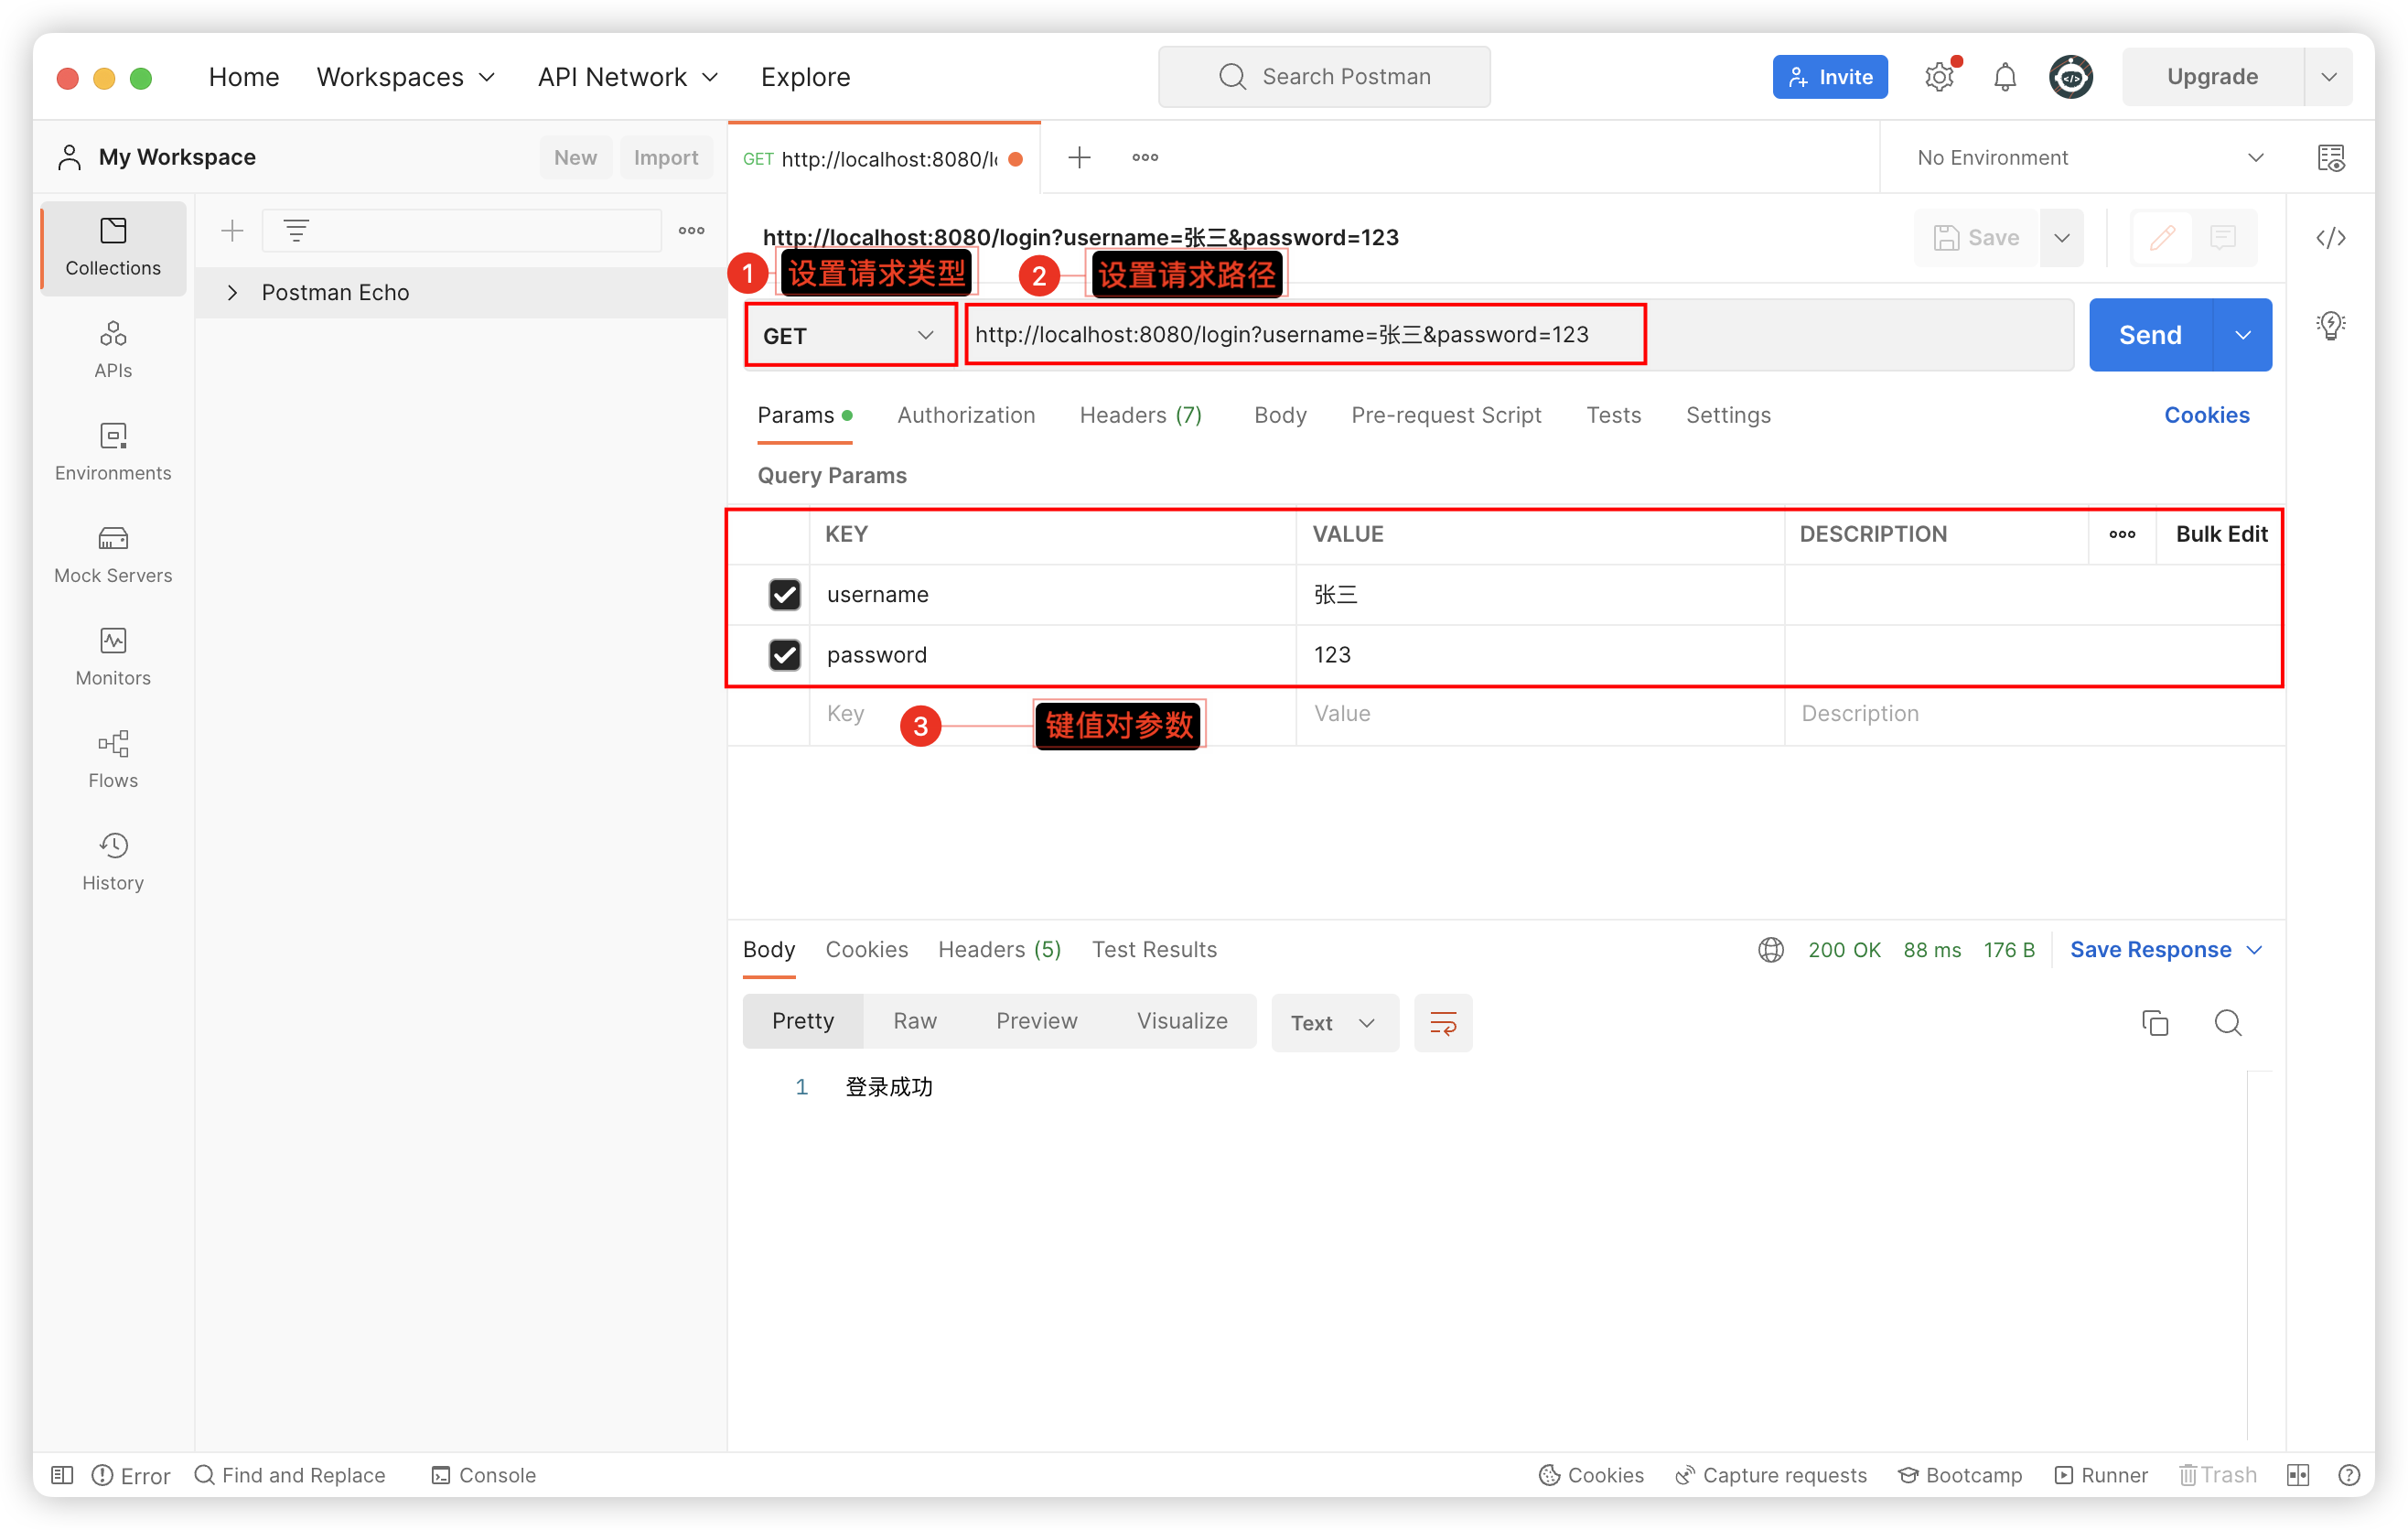 Home Workspaces API Network Explore Search Postman Invite Upgrade
My Workspace New Import GET http://localhost:8080/l No Environment
http://localhost:8080/login?username=张三&password=123 Save
1 设置请求类型 2 设置请求路径
GET http://localhost:8080/login?username=张三&password=123 Send
Collections
Postman Echo
APIs
Environments
Mock Servers
Monitors
Flows
History
Params Authorization Headers (7) Body Pre-request Script Tests Settings Cookies
Query Params
KEY VALUE DESCRIPTION Bulk Edit
username 张三
password 123
Key Value Description
3 键值对参数
Body Cookies Headers (5) Test Results 200 OK 88 ms 176 B Save Response
Pretty Raw Preview Visualize Text
1 登录成功
Error Find and Replace Console Cookies Capture requests Bootcamp Runner Trash